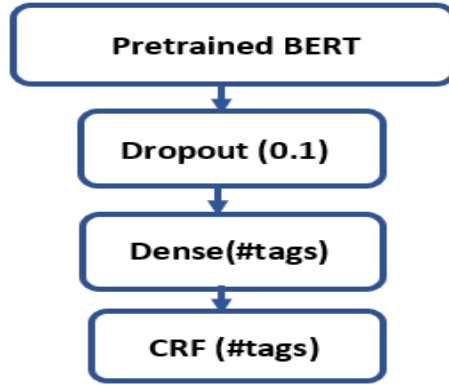 Pretrained BERT
Dropout (0.1)
Dense(#tags)
CRF (#tags)